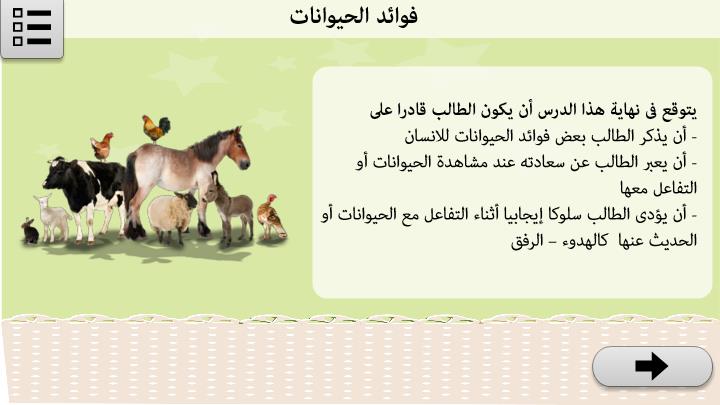 فوائد الحيوانات
يتوقع فى نهاية هذا الدرس أن يكون الطالب قادرا على
- أن يذكر الطالب بعض فوائد الحيوانات للانسان
- أن يعبر الطالب عن سعادته عند مشاهدة الحيوانات أو
التفاعل معها
- أن يؤدى الطالب سلوكا إيجابيا أثناء التفاعل مع الحيوانات أو
الحديث عنها كالهدوء – الرفق